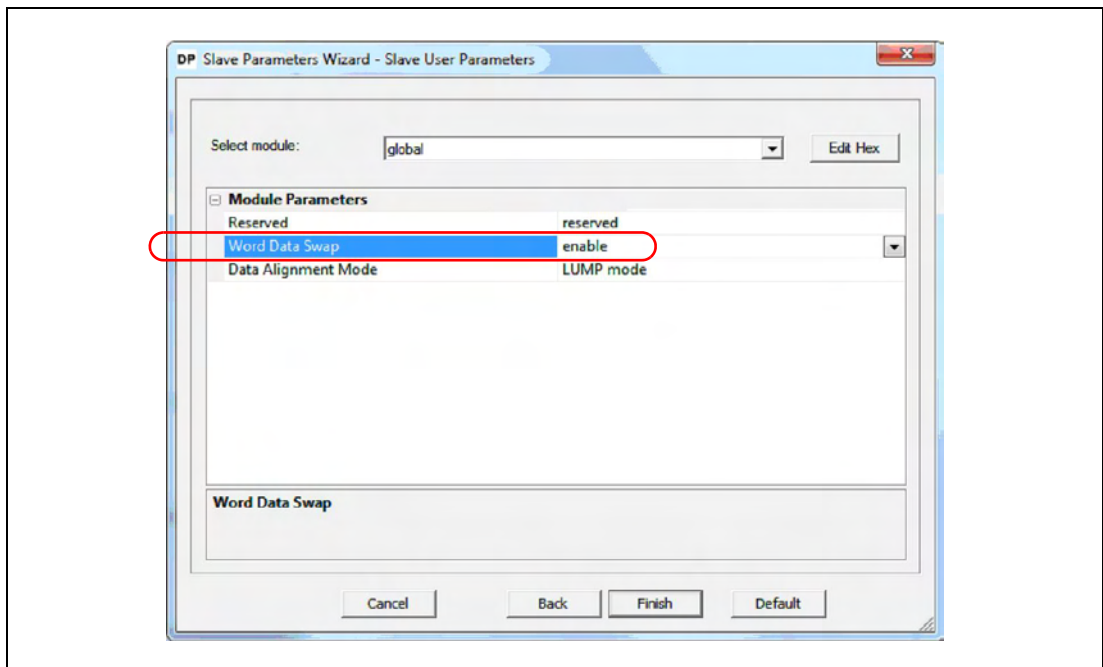 DP Slave Parameters Wizard - Slave User Parameters
Select module: global Edit Hex
Module Parameters
Reserved reserved
Word Data Swap enable
Data Alignment Mode LUMP mode
Word Data Swap
Cancel Back Finish Default